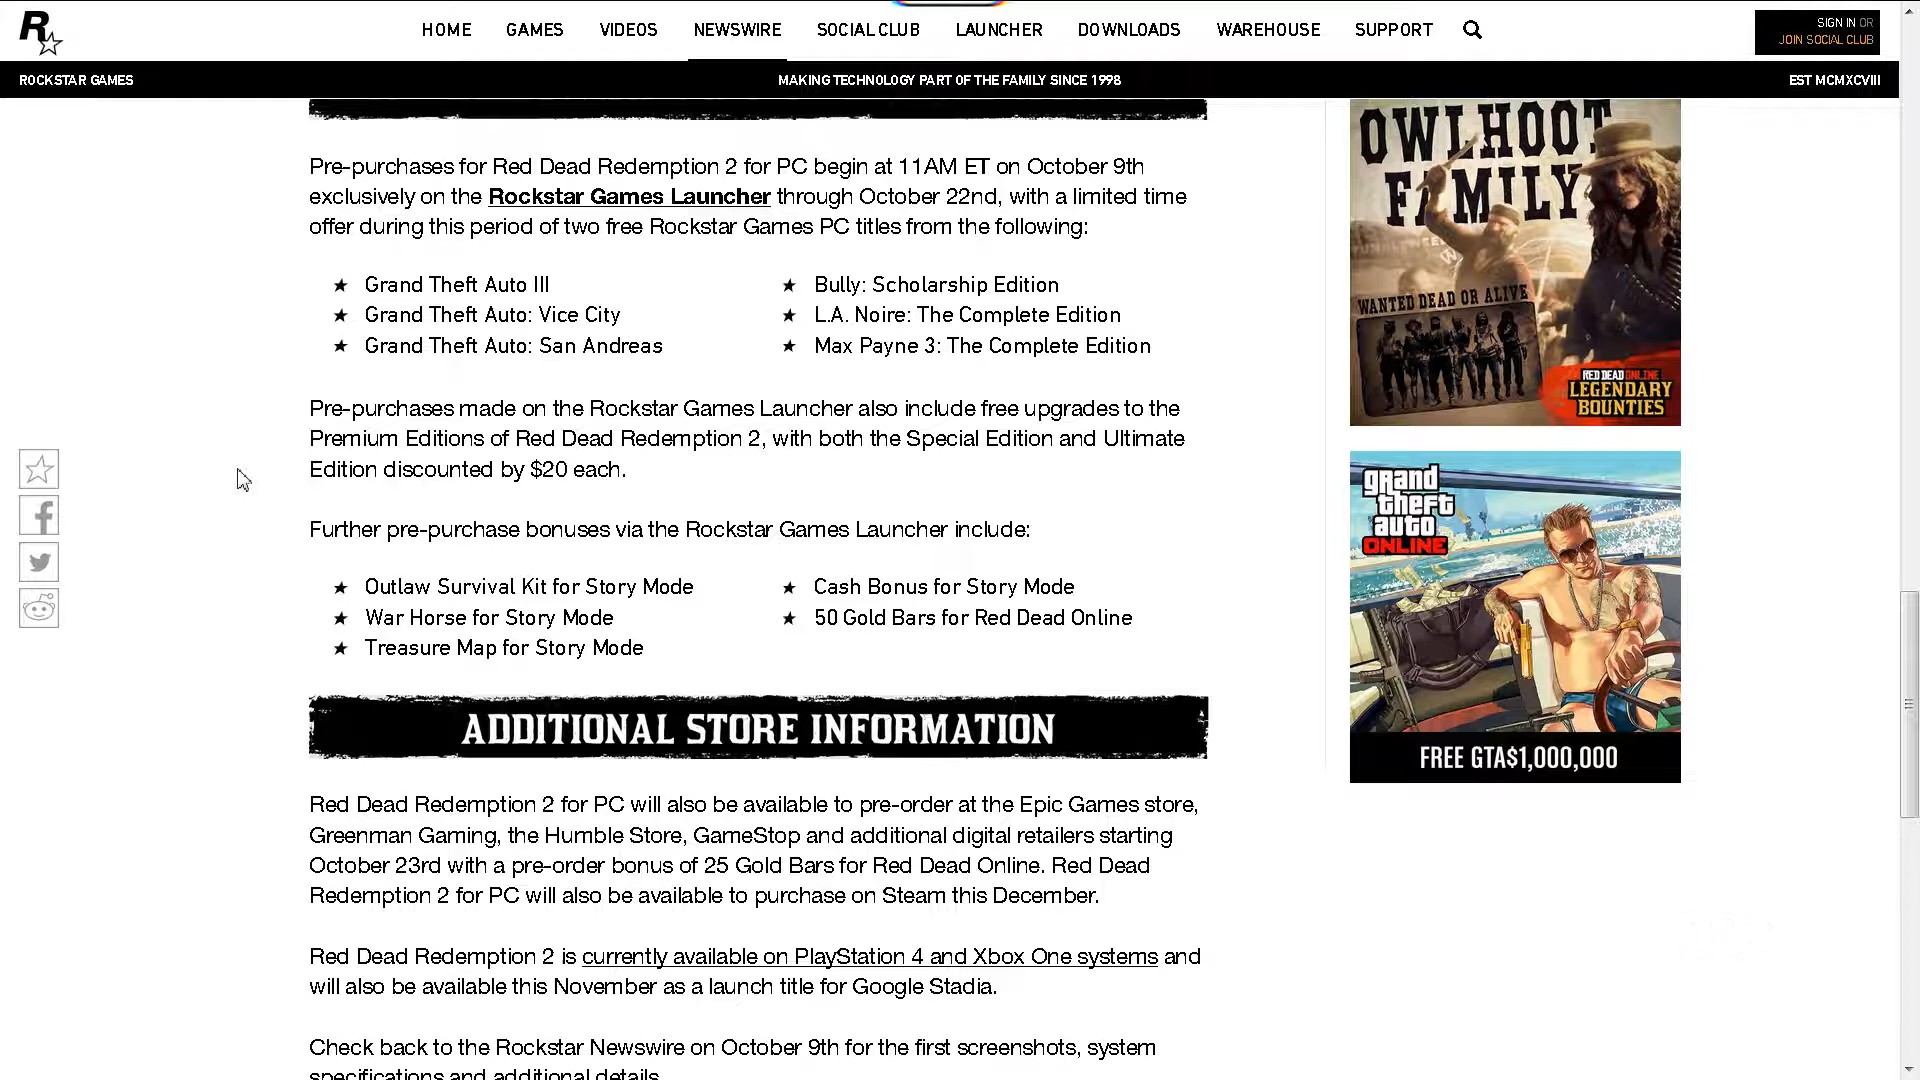 HOME GAMES VIDEOS NEWSWIRE SOCIAL CLUB LAUNCHER DOWNLOADS WAREHOUSE SUPPORT
SIGN IN OR
JOIN SOCIAL CLUB
ROCKSTAR GAMES MAKING TECHNOLOGY PART OF THE FAMILY SINCE 1998 EST MCMXCVIII
Pre-purchases for Red Dead Redemption 2 for PC begin at 11AM ET on October 9th
exclusively on the Rockstar Games Launcher through October 22nd, with a limited time
offer during this period of two free Rockstar Games PC titles from the following:
★ Grand Theft Auto III
★ Grand Theft Auto: Vice City
★ Grand Theft Auto: San Andreas
★ Bully: Scholarship Edition
★ L.A. Noire: The Complete Edition
★ Max Payne 3: The Complete Edition
Pre-purchases made on the Rockstar Games Launcher also include free upgrades to the
Premium Editions of Red Dead Redemption 2, with both the Special Edition and Ultimate
Edition discounted by $20 each.
Further pre-purchase bonuses via the Rockstar Games Launcher include:
★ Outlaw Survival Kit for Story Mode
★ War Horse for Story Mode
★ Treasure Map for Story Mode
★ Cash Bonus for Story Mode
★ 50 Gold Bars for Red Dead Online
ADDITIONAL STORE INFORMATION
Red Dead Redemption 2 for PC will also be available to pre-order at the Epic Games store,
Greenman Gaming, the Humble Store, GameStop and additional digital retailers starting
October 23rd with a pre-order bonus of 25 Gold Bars for Red Dead Online. Red Dead
Redemption 2 for PC will also be available to purchase on Steam this December.
Red Dead Redemption 2 is currently available on PlayStation 4 and Xbox One systems and
will also be available this November as a launch title for Google Stadia.
Check back to the Rockstar Newswire on October 9th for the first screenshots, system
specifications and additional details.
OWLHOOT
FAMILY
WANTED DEAD OR ALIVE
RED DEAD ONLINE
LEGENDARY
BOUNTIES
grand
theft
auto
ONLINE
FREE GTA$1,000,000